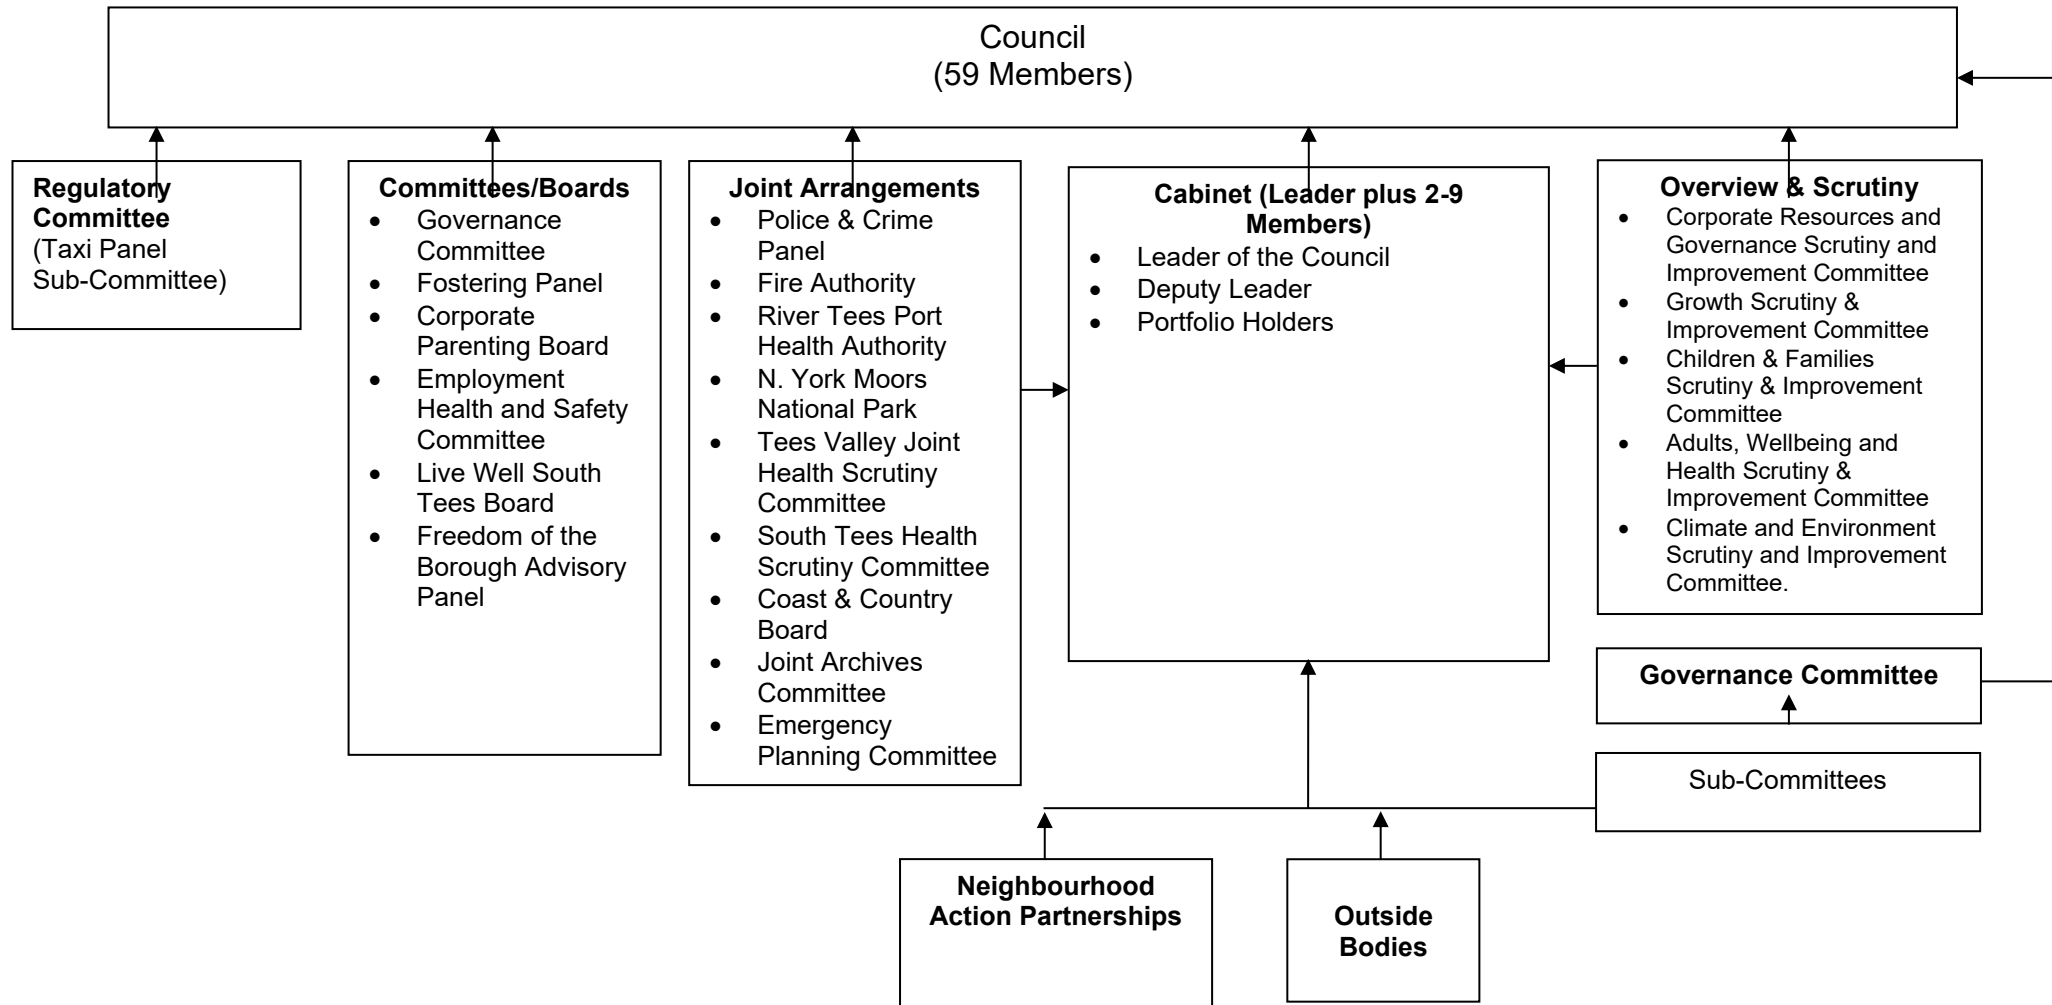 Council
(59 Members)
Regulatory
Committee
(Taxi Panel
Sub-Committee)
Committees/Boards
• Governance
Committee
• Fostering Panel
• Corporate
Parenting Board
• Employment
Health and Safety
Committee
• Live Well South
Tees Board
• Freedom of the
Borough Advisory
Panel
Joint Arrangements
• Police & Crime
Panel
• Fire Authority
• River Tees Port
Health Authority
• N. York Moors
National Park
• Tees Valley Joint
Health Scrutiny
Committee
• South Tees Health
Scrutiny Committee
• Coast & Country
Board
• Joint Archives
Committee
• Emergency
Planning Committee
Cabinet (Leader plus 2-9
Members)
• Leader of the Council
• Deputy Leader
• Portfolio Holders
Overview & Scrutiny
• Corporate Resources and
Governance Scrutiny and
Improvement Committee
• Growth Scrutiny &
Improvement Committee
• Children & Families
Scrutiny & Improvement
Committee
• Adults, Wellbeing and
Health Scrutiny &
Improvement Committee
• Climate and Environment
Scrutiny and Improvement
Committee.
Governance Committee
Sub-Committees
Neighbourhood
Action Partnerships
Outside
Bodies